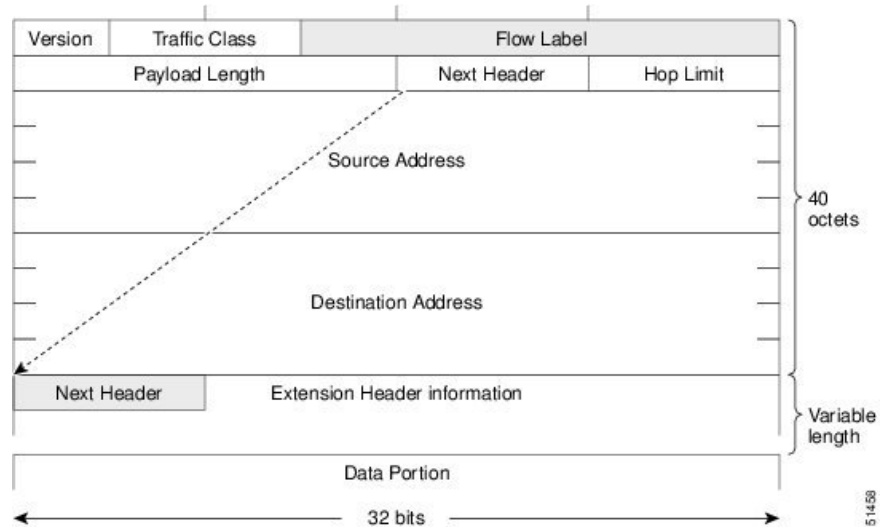 Version Traffic Class Flow Label
Payload Length Next Header Hop Limit
Source Address
40
octets
Destination Address
Next Header Extension Header information
Variable
length
Data Portion
32 bits
51458